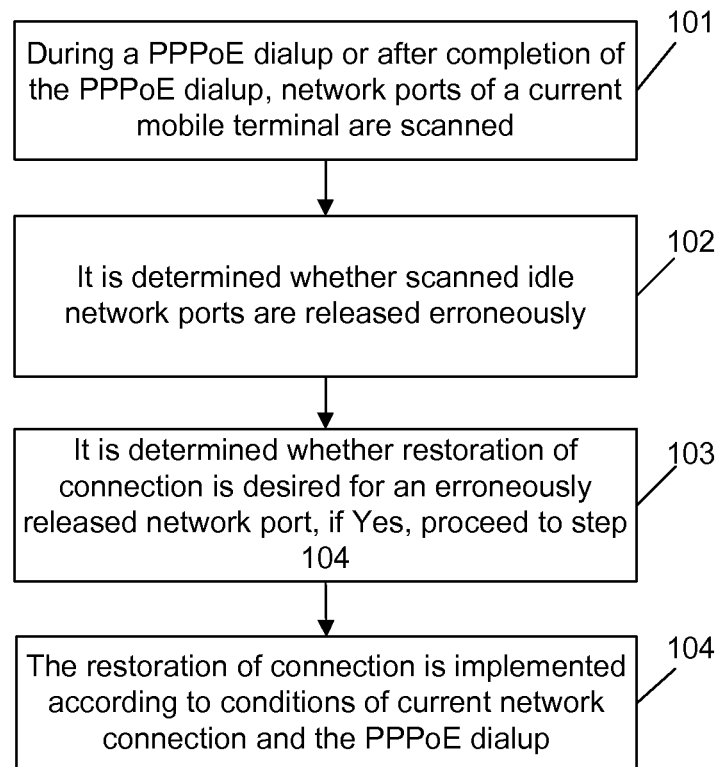 101
During a PPPoE dialup or after completion of
the PPPoE dialup, network ports of a current
mobile terminal are scanned
102
It is determined whether scanned idle
network ports are released erroneously
103
It is determined whether restoration of
connection is desired for an erroneously
released network port, if Yes, proceed to step
104
104
The restoration of connection is implemented
according to conditions of current network
connection and the PPPoE dialup